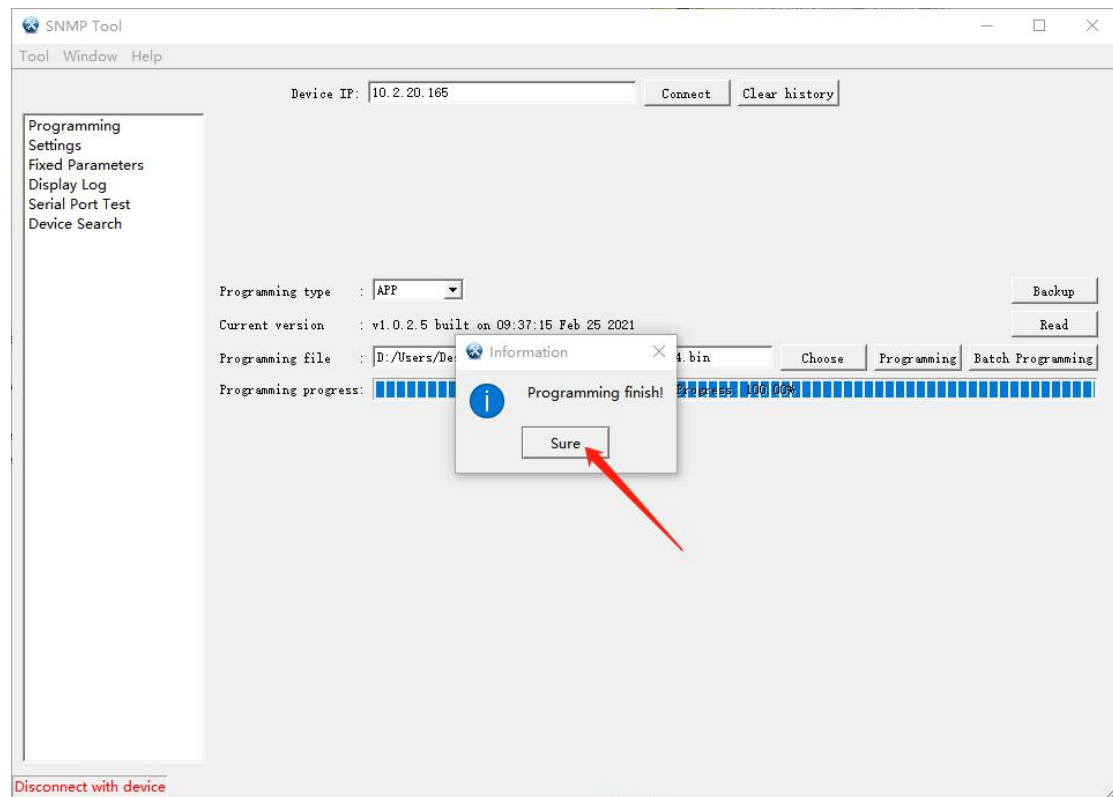 SNMP Tool
Tool Window Help
Device IP: 10.2.20.165 Connect Clear history
Programming
Settings
Fixed Parameters
Display Log
Serial Port Test
Device Search
Programming type : APP Backup
Current version : v1.0.2.5 built on 09:37:15 Feb 25 2021 Read
Programming file : D:/Users/De 4.bin Choose Programming Batch Programming
Programming progress: Progress: 100.00%
Information
Programming finish!
Sure
Disconnect with device